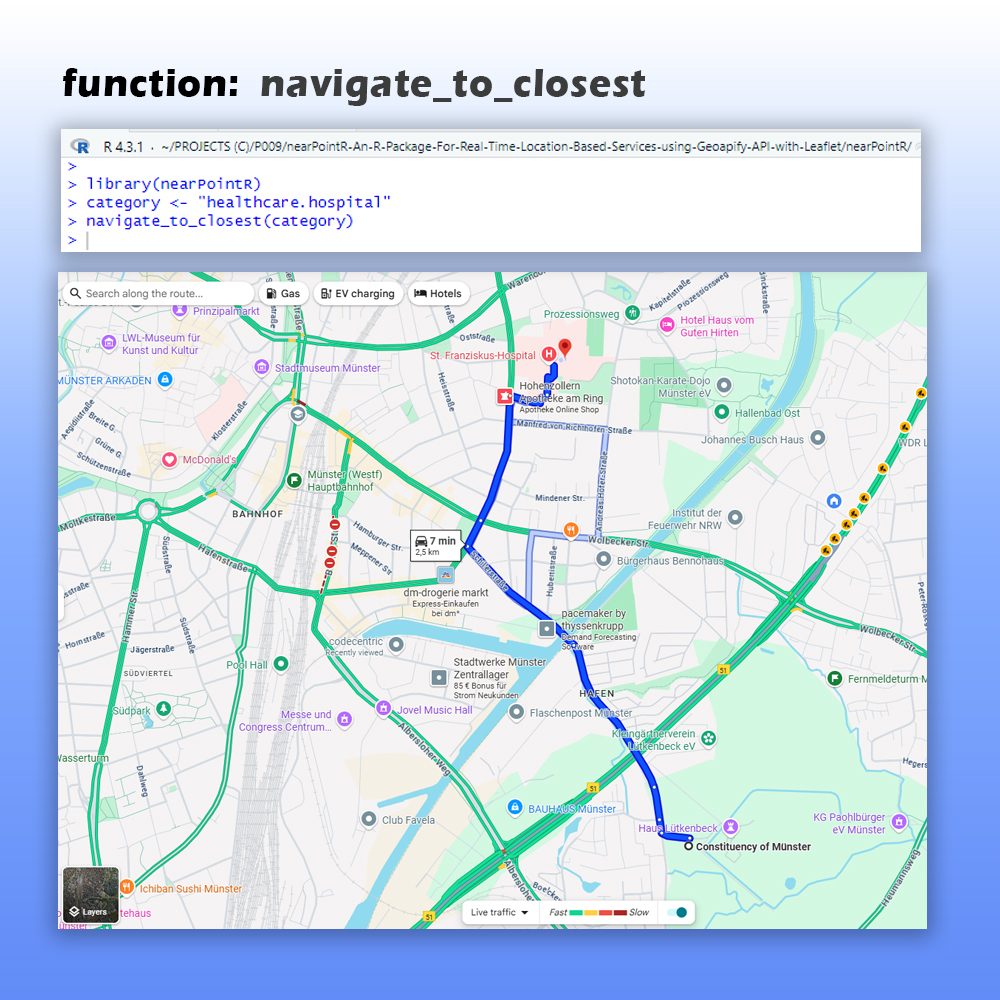 function: navigate_to_closest
R 4.3.1 · ~/PROJECTS (C)/P009/nearPointR-An-R-Package-For-Real-Time-Location-Based-Services-using-Geoapify-API-with-Leaflet/nearPointR/
>
> library(nearPointR)
> category <- "healthcare.hospital"
> navigate_to_closest(category)
>
Search along the route...
Gas
EV charging
Hotels
Prinzipalmarkt
LWL-Museum für
Kunst und Kultur
Stadtmuseum Münster
MÜNSTER ARKADEN
Aegidiistraße
Breite G.
Grüne G.
Klosterstraße
Schützenstraße
McDonald's
Moltkestraße
Münster (Westf)
Hauptbahnhof
BAHNHOF
Hafenstraße
Südstraße
Hammer Str.
Hamburger Str.
Meppener Str.
Oststraße
Heisstraße
Prozessionsweg
Kapitelstraße
Prozessionsweg
St. Franziskus-Hospital
H
Hotel Haus vom
Guten Hirten
Hohenzollern
Apotheke am Ring
Apotheke Online Shop
Shotokan-Karate-Dojo
Münster eV
Hallenbad Ost
Manfred-von-Richthofen-Straße
Johannes Busch Haus
WDR L
Mindener Str.
Andreas-Hofer-Straße
Institut der
Feuerwehr NRW
Wolbecker Str.
Bürgerhaus Bennohaus
7 min
2,5 km
Schillerstraße
Hubertistraße
dm-drogerie markt
Express-Einkaufen
bei dm*
pacemaker by
thyssenkrupp
Demand Forecasting
Software
Wolbecker Str.
codecentric
Recently viewed
Hornstraße
Jägerstraße
Südstraße
SÜDVIERTEL
Pool Hall
Stadtwerke Münster
Zentrallager
85 € Bonus für
Strom Neukunden
51
HAFEN
Fernmeldeturm M
Südpark
Messe und
Congress Centrum...
Jovel Music Hall
Flaschenpost Münster
Kleingärtnerverein
Lütkenbeck eV
Albersloher Weg
Wasserturm
Dahlweg
51
BAUHAUS Münster
Club Favela
Haus Lütkenbeck
KG Paohlbürger
eV Münster
Constituency of Münster
Ichiban Sushi Münster
Layers
Live traffic
Fast
Slow
51